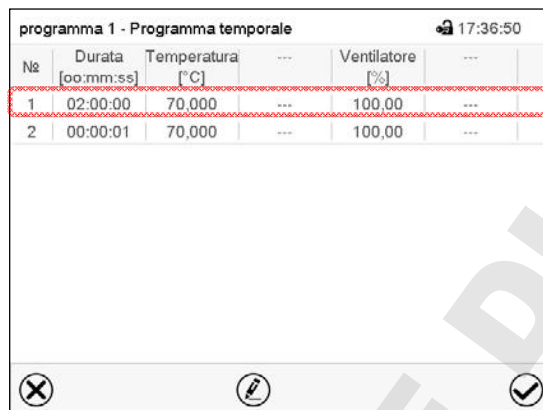 programma 1 - Programma temporale 17:36:50
№ Durata [oo:mm:ss] Temperatura [°C] --- Ventilatore [%] ---
1 02:00:00 70,000 --- 100,00 ---
2 00:00:01 70,000 --- 100,00 ---